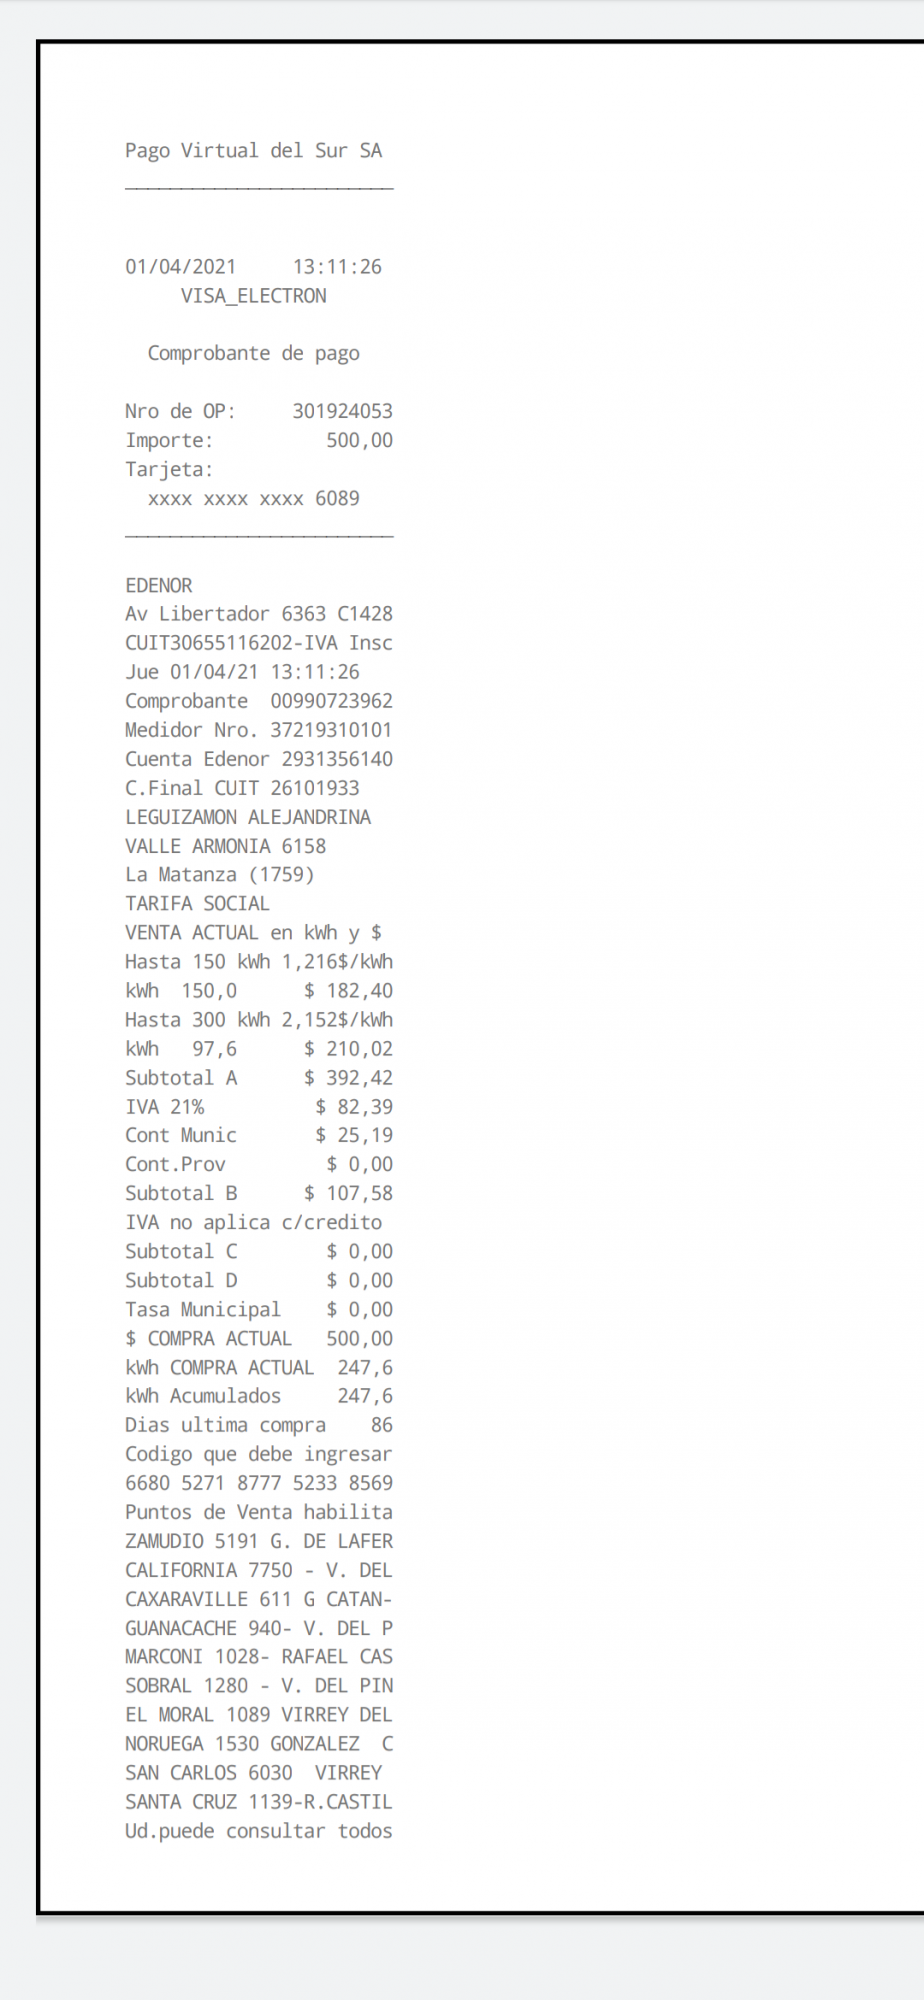 Pago Virtual del Sur SA
01/04/2021 13:11:26
VISA_ELECTRON
Comprobante de pago
Nro de OP: 301924053
Importe: 500,00
Tarjeta:
xxxx xxxx xxxx 6089
EDENOR
Av Libertador 6363 C1428
CUIT30655116202-IVA Insc
Jue 01/04/21 13:11:26
Comprobante 00990723962
Medidor Nro. 37219310101
Cuenta Edenor 2931356140
C.Final CUIT 26101933
LEGUIZAMON ALEJANDRINA
VALLE ARMONIA 6158
La Matanza (1759)
TARIFA SOCIAL
VENTA ACTUAL en kWh y $
Hasta 150 kWh 1,216$/kWh
kWh 150,0 $ 182,40
Hasta 300 kWh 2,152$/kWh
kWh 97,6 $ 210,02
Subtotal A $ 392,42
IVA 21% $ 82,39
Cont Munic $ 25,19
Cont.Prov $ 0,00
Subtotal B $ 107,58
IVA no aplica c/credito
Subtotal C $ 0,00
Subtotal D $ 0,00
Tasa Municipal $ 0,00
$ COMPRA ACTUAL 500,00
kWh COMPRA ACTUAL 247,6
kWh Acumulados 247,6
Dias ultima compra 86
Codigo que debe ingresar
6680 5271 8777 5233 8569
Puntos de Venta habilita
ZAMUDIO 5191 G. DE LAFER
CALIFORNIA 7750 - V. DEL
CAXARAVILLE 611 G CATAN-
GUANACACHE 940- V. DEL P
MARCONI 1028- RAFAEL CAS
SOBRAL 1280 - V. DEL PIN
EL MORAL 1089 VIRREY DEL
NORUEGA 1530 GONZALEZ C
SAN CARLOS 6030 VIRREY
SANTA CRUZ 1139-R.CASTIL
Ud.puede consultar todos